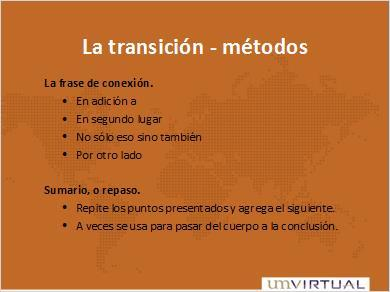 La transición - métodos
La frase de conexión.
• En adición a
• En segundo lugar
• No sólo eso sino también
• Por otro lado
Sumario, o repaso.
• Repite los puntos presentados y agrega el siguiente.
• A veces se usa para pasar del cuerpo a la conclusión.
umVIRTUAL